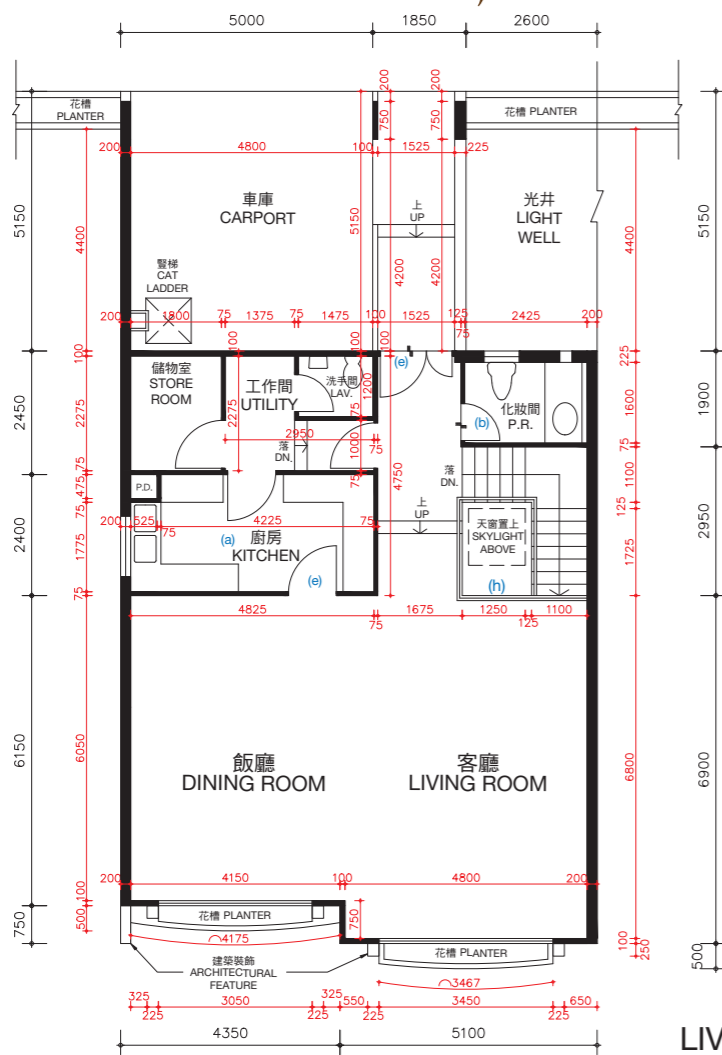 5000 1850 2600
花槽
PLANTER
200
750
200
750
花槽 PLANTER
200 4800 100 1525 225
車庫
CARPORT
上
UP
光井
LIGHT
WELL
5150
4400
5150
4200
4200
4400
5150
豎梯
CAT
LADDER
200 1800 75 1375 75 1475 100 1525 125 75 2425 200
100
100
100
100
(e)
225
儲物室
STORE
ROOM
工作間
UTILITY
洗手間
LAV.
1200
化妝間
P.R.
(b)
2450
2275
2275
75
1600
1900
2950 75
落
DN.
1000
4750
落
DN.
75
75
475
P.D.
75
上
UP
1100
200 525 75 4225 75
(a)
廚房
KITCHEN
天窗置上
SKYLIGHT
ABOVE
125
2400
75
1775
1725
2950
(e)
(h)
75
4825 75 1675 1250 125 1100
6150
6050
飯廳
DINING ROOM
客廳
LIVING ROOM
6800
6900
200 4150 100 4800 200
100
750
500
花槽 PLANTER
750
4175
花槽 PLANTER
100
250
500
建築裝飾
ARCHITECTURAL
FEATURE
3467
325 225 3050 225 325 550 225 3450 225 650
4350 5100
LIV